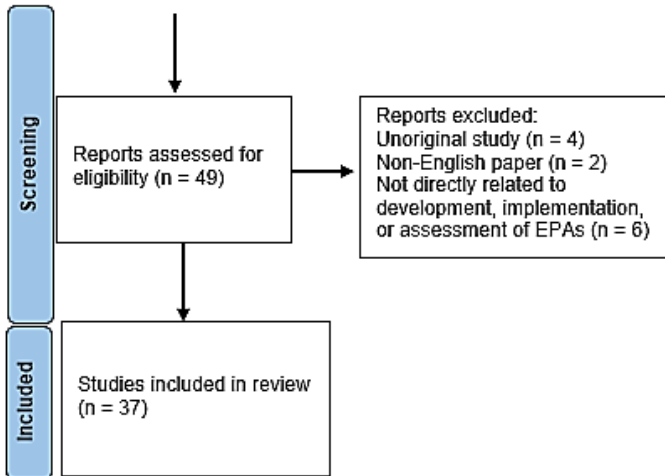 Screening
Reports assessed for
eligibility (n = 49)
Reports excluded:
Unoriginal study (n = 4)
Non-English paper (n = 2)
Not directly related to
development, implementation,
or assessment of EPAs (n = 6)
Included
Studies included in review
(n = 37)